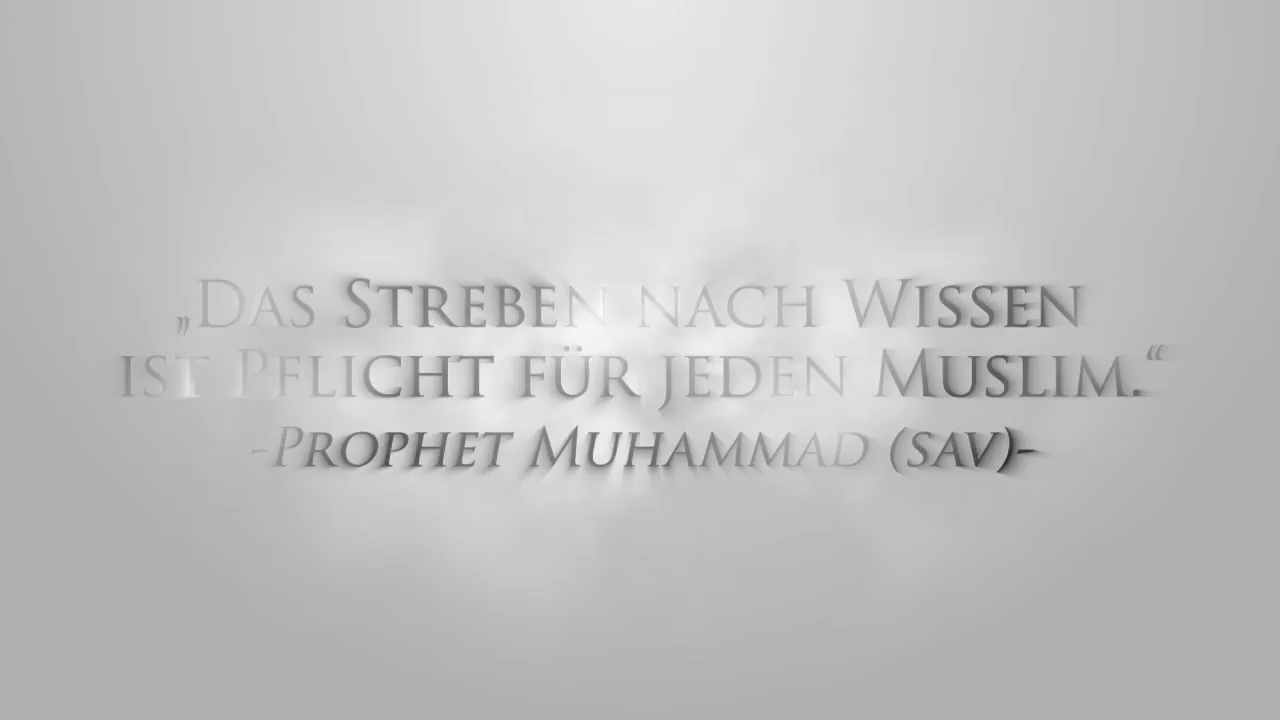 „Das Streben nach Wissen
ist Pflicht für jeden Muslim.“
-Prophet Muhammad (sav)-